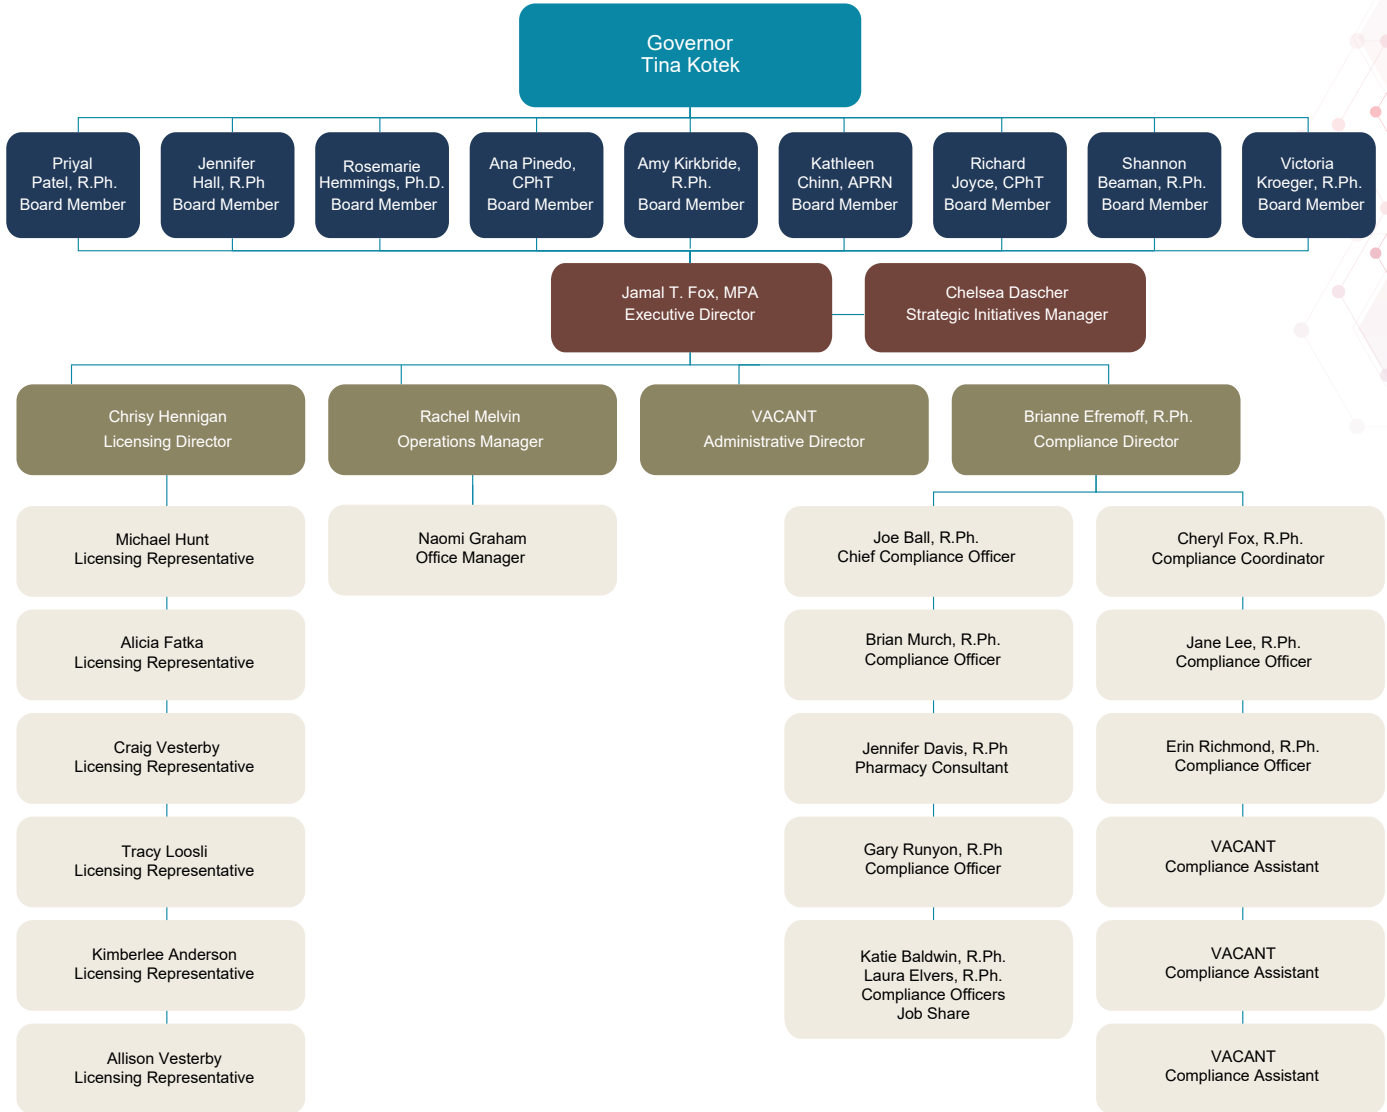 Governor
Tina Kotek
Priyal
Patel, R.Ph.
Board Member
Jennifer
Hall, R.Ph
Board Member
Rosemarie
Hemmings, Ph.D.
Board Member
Ana Pinedo,
CPhT
Board Member
Amy Kirkbride,
R.Ph.
Board Member
Kathleen
Chinn, APRN
Board Member
Richard
Joyce, CPhT
Board Member
Shannon
Beaman, R.Ph.
Board Member
Victoria
Kroeger, R.Ph.
Board Member
Jamal T. Fox, MPA
Executive Director
Chelsea Dascher
Strategic Initiatives Manager
Chrisy Hennigan
Licensing Director
Rachel Melvin
Operations Manager
VACANT
Administrative Director
Brianne Efremoff, R.Ph.
Compliance Director
Michael Hunt
Licensing Representative
Naomi Graham
Office Manager
Joe Ball, R.Ph.
Chief Compliance Officer
Cheryl Fox, R.Ph.
Compliance Coordinator
Alicia Fatka
Licensing Representative
Brian Murch, R.Ph.
Compliance Officer
Jane Lee, R.Ph.
Compliance Officer
Craig Vesterby
Licensing Representative
Jennifer Davis, R.Ph
Pharmacy Consultant
Erin Richmond, R.Ph.
Compliance Officer
Tracy Loosli
Licensing Representative
Gary Runyon, R.Ph
Compliance Officer
VACANT
Compliance Assistant
Kimberlee Anderson
Licensing Representative
Katie Baldwin, R.Ph.
Laura Elvers, R.Ph.
Compliance Officers
Job Share
VACANT
Compliance Assistant
Allison Vesterby
Licensing Representative
VACANT
Compliance Assistant